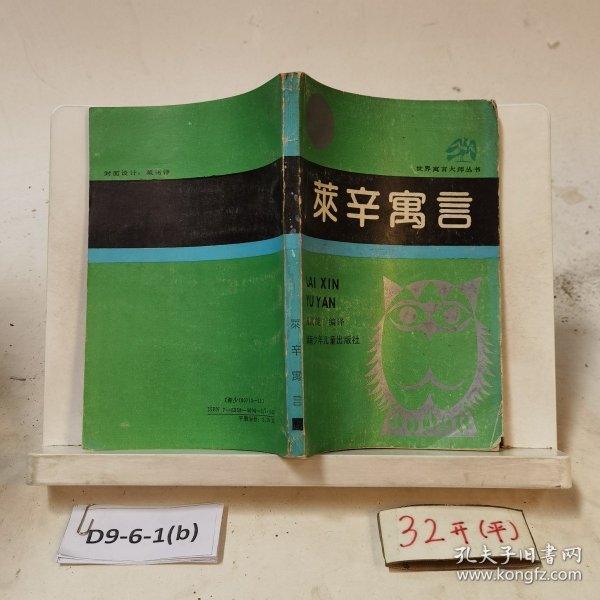 封面设计：
世界寓言大师丛书
萊辛寓言
LAI XIN
YU YAN
编译
少年儿童出版社
萊辛寓言
D9-6-1(b)
32开(平)
孔夫子旧书网
www.kongfz.com